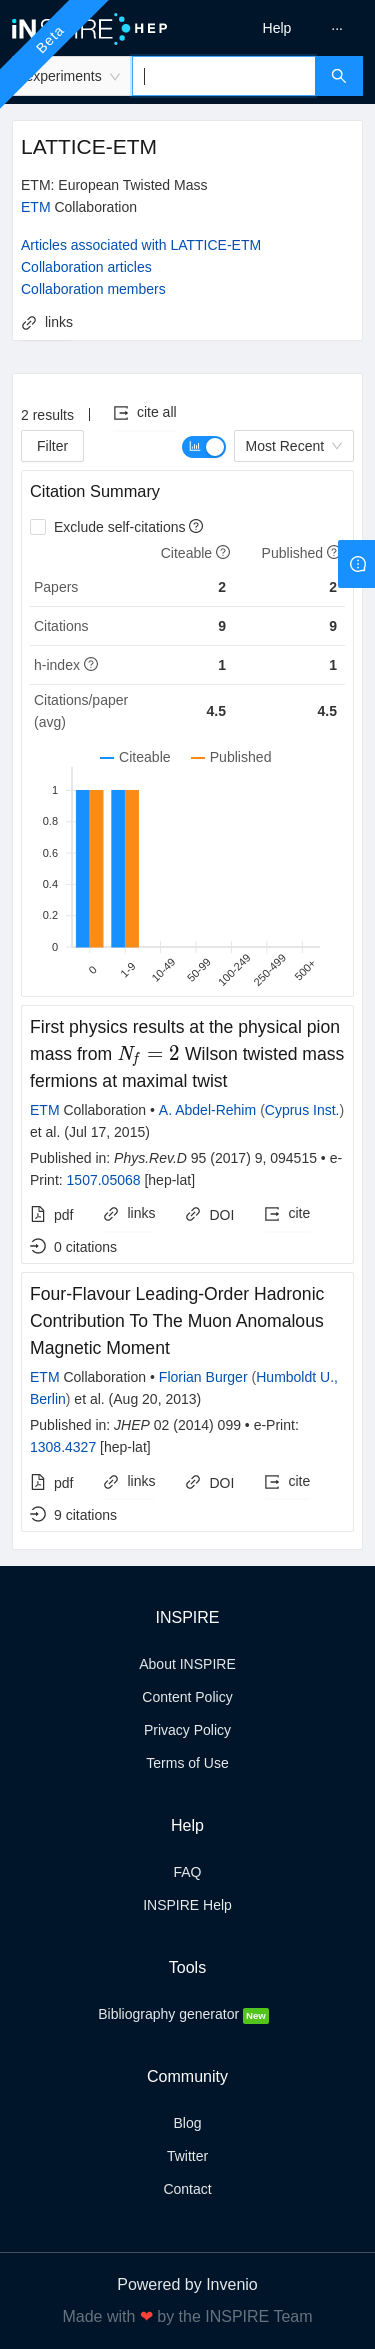 Beta
INSPIRE HEP
Help
···
experiments
LATTICE-ETM
ETM: European Twisted Mass
ETM Collaboration
Articles associated with LATTICE-ETM
Collaboration articles
Collaboration members
links
2 results
cite all
Filter
Most Recent
Citation Summary
Exclude self-citations
Citeable Published
Papers 2 2
Citations 9 9
h-index 1 1
Citations/paper
(avg) 4.5 4.5
Citeable Published
1
0.8
0.6
0.4
0.2
0
0 1-9 10-49 50-99 100-249 250-499 500+
First physics results at the physical pion
mass from N_f = 2 Wilson twisted mass
fermions at maximal twist
ETM Collaboration • A. Abdel-Rehim (Cyprus Inst.)
et al. (Jul 17, 2015)
Published in: Phys.Rev.D 95 (2017) 9, 094515 • e-
Print: 1507.05068 [hep-lat]
pdf links DOI cite
0 citations
Four-Flavour Leading-Order Hadronic
Contribution To The Muon Anomalous
Magnetic Moment
ETM Collaboration • Florian Burger (Humboldt U.,
Berlin) et al. (Aug 20, 2013)
Published in: JHEP 02 (2014) 099 • e-Print:
1308.4327 [hep-lat]
pdf links DOI cite
9 citations
INSPIRE
About INSPIRE
Content Policy
Privacy Policy
Terms of Use
Help
FAQ
INSPIRE Help
Tools
Bibliography generator New
Community
Blog
Twitter
Contact
Powered by Invenio
Made with ❤ by the INSPIRE Team